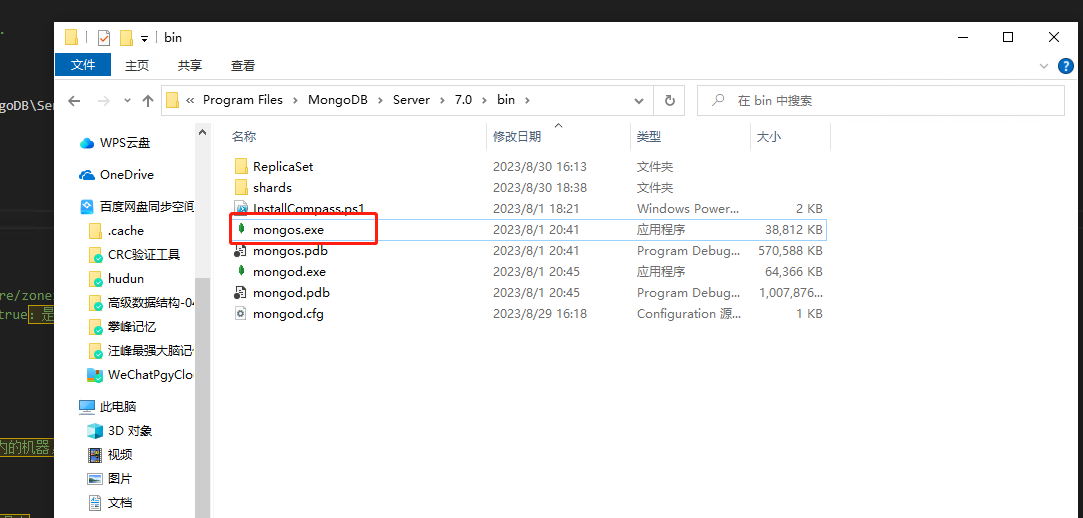 bin
文件 主页 共享 查看
goDB\Se
« Program Files › MongoDB › Server › 7.0 › bin › 在 bin 中搜索
名称 修改日期 类型 大小
WPS云盘
OneDrive
百度网盘同步空间
.cache
CRC验证工具
hudun
高级数据结构-04
攀峰记忆
汪峰最强大脑记忆
WeChatPgyClo
此电脑
3D 对象
视频
图片
文档
ReplicaSet 2023/8/30 16:13 文件夹
shards 2023/8/30 18:38 文件夹
InstallCompass.ps1 2023/8/1 18:21 Windows Power... 2 KB
mongos.exe 2023/8/1 20:41 应用程序 38,812 KB
mongos.pdb 2023/8/1 20:41 Program Debug... 570,588 KB
mongod.exe 2023/8/1 20:45 应用程序 64,366 KB
mongod.pdb 2023/8/1 20:45 Program Debug... 1,007,876...
mongod.cfg 2023/8/29 16:18 Configuration 源... 1 KB
re/zone
true: 是
内的机器